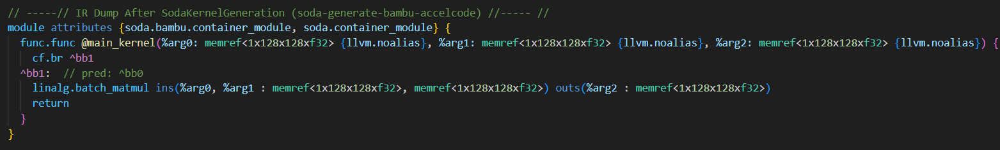 // -----// IR Dump After SodaKernelGeneration (soda-generate-bambu-accelcode) //----- //
module attributes {soda.bambu.container_module, soda.container_module} {
  func.func @main_kernel(%arg0: memref<1x128x128xf32> {llvm.noalias}, %arg1: memref<1x128x128xf32> {llvm.noalias}, %arg2: memref<1x128x128xf32> {llvm.noalias}) {
    cf.br ^bb1
  ^bb1:  // pred: ^bb0
    linalg.batch_matmul ins(%arg0, %arg1 : memref<1x128x128xf32>, memref<1x128x128xf32>) outs(%arg2 : memref<1x128x128xf32>)
    return
  }
}